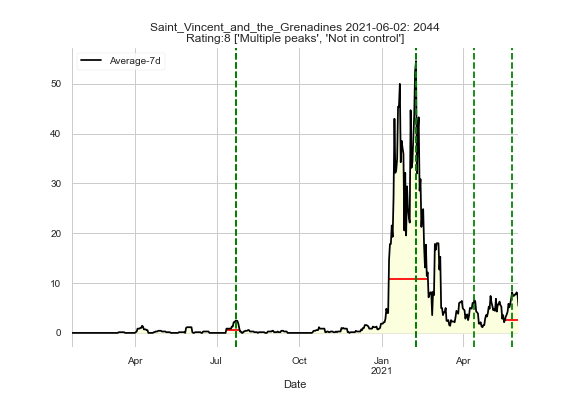 Saint_Vincent_and_the_Grenadines 2021-06-02: 2044
Rating:8 ['Multiple peaks', 'Not in control']
Average-7d
50
40
30
20
10
0
Apr
Jul
Oct
Jan
2021
Apr
Date